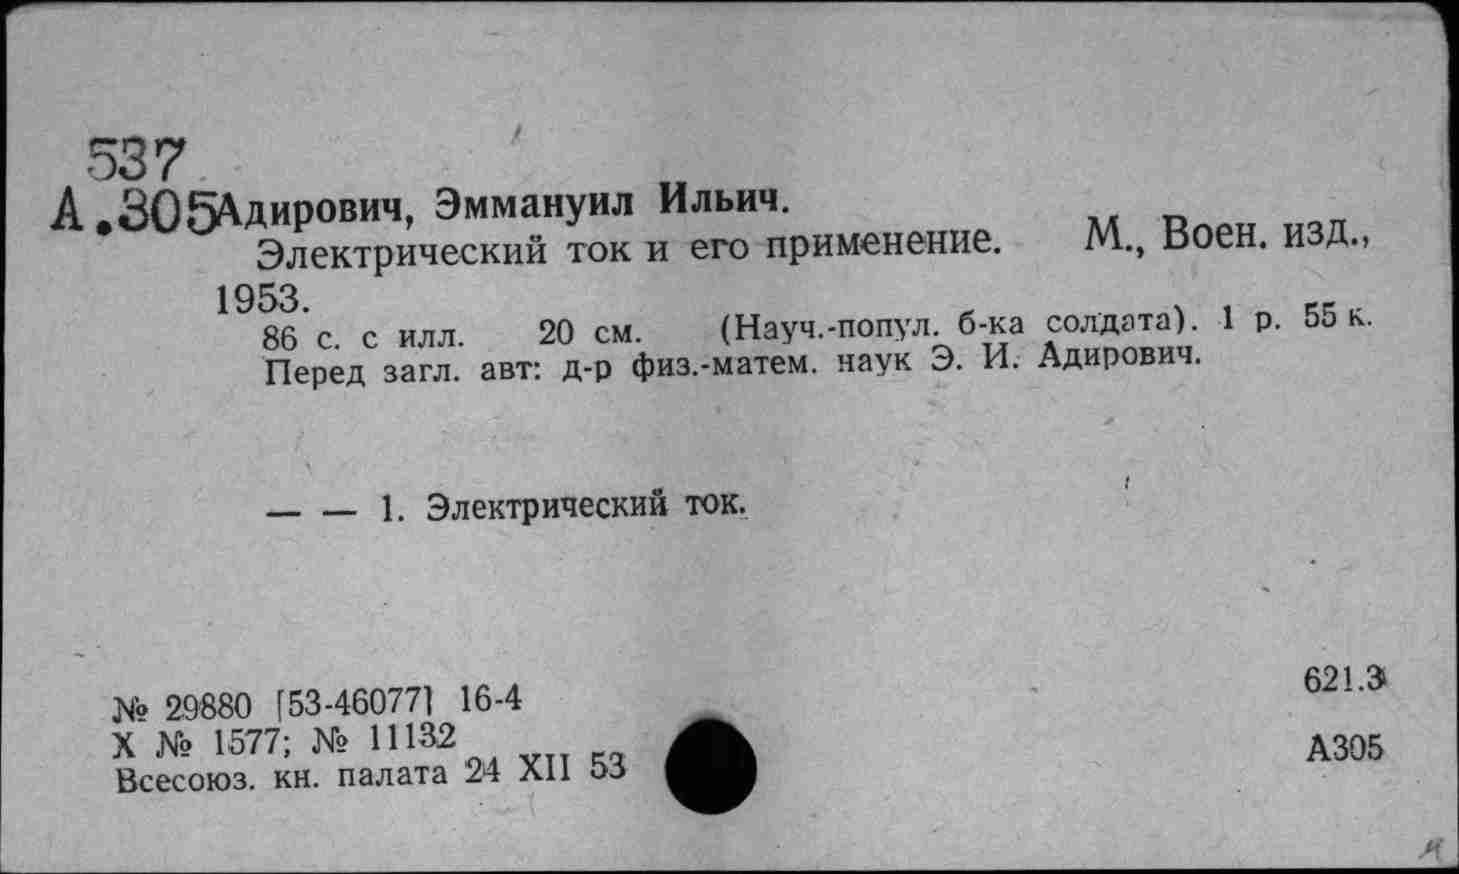 537
А.305 Адирович, Эммануил Ильич.
Электрический ток и его применение. М., Воен. изд.,
1953.
86 с. с илл. 20 см. (Науч.-попул. б-ка солдата). 1 р. 55 к.
Перед загл. авт: д-р физ.-матем. наук Э. И. Адирович.
— — 1. Электрический ток.
№ 29880 [53-46077] 16-4
X № 1577; № 11132
Всесоюз. кн. палата 24 XII 53
621.3
А305